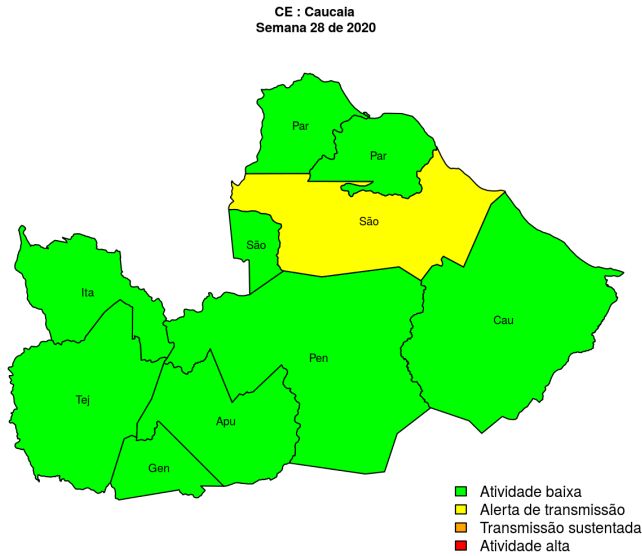 CE : Caucaia
Semana 28 de 2020
Par
Par
São
São
Ita
Cau
Pen
Tej
Apu
Gen
Atividade baixa
Alerta de transmissão
Transmissão sustentada
Atividade alta